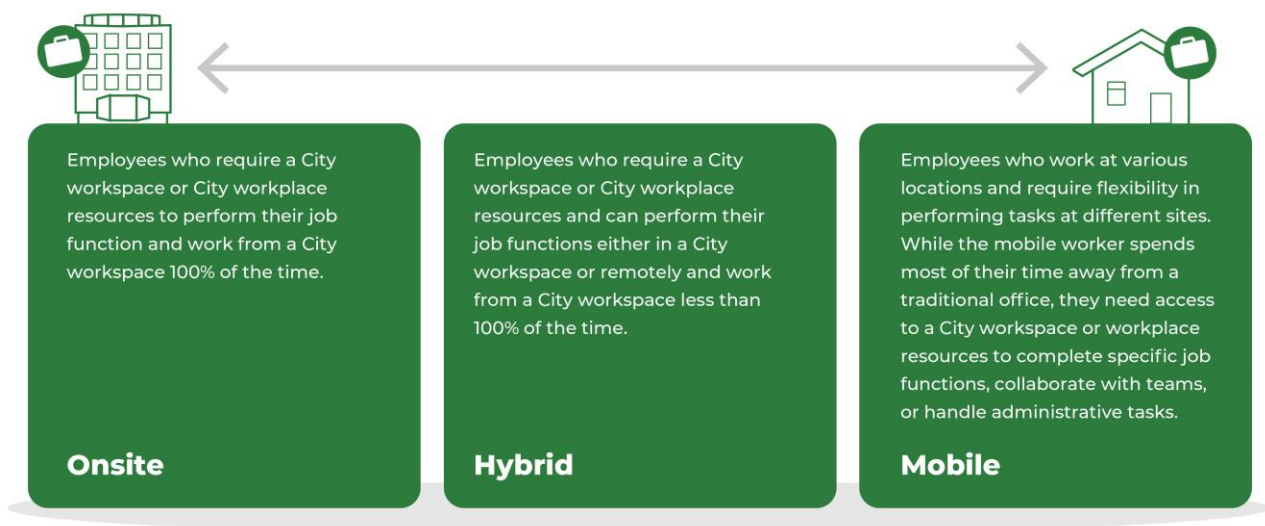 Employees who require a City
workspace or City workplace
resources to perform their job
function and work from a City
workspace 100% of the time.
Onsite
Employees who require a City
workspace or City workplace
resources and can perform their
job functions either in a City
workspace or remotely and work
from a City workspace less than
100% of the time.
Hybrid
Employees who work at various
locations and require flexibility in
performing tasks at different sites.
While the mobile worker spends
most of their time away from a
traditional office, they need access
to a City workspace or workplace
resources to complete specific job
functions, collaborate with teams,
or handle administrative tasks.
Mobile